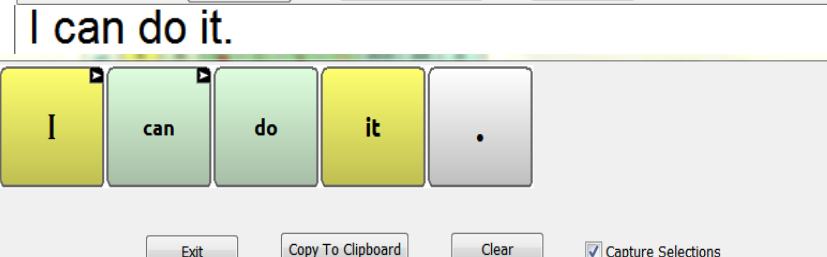 I can do it.
I can do it .
Exit Copy To Clipboard Clear Capture Selections